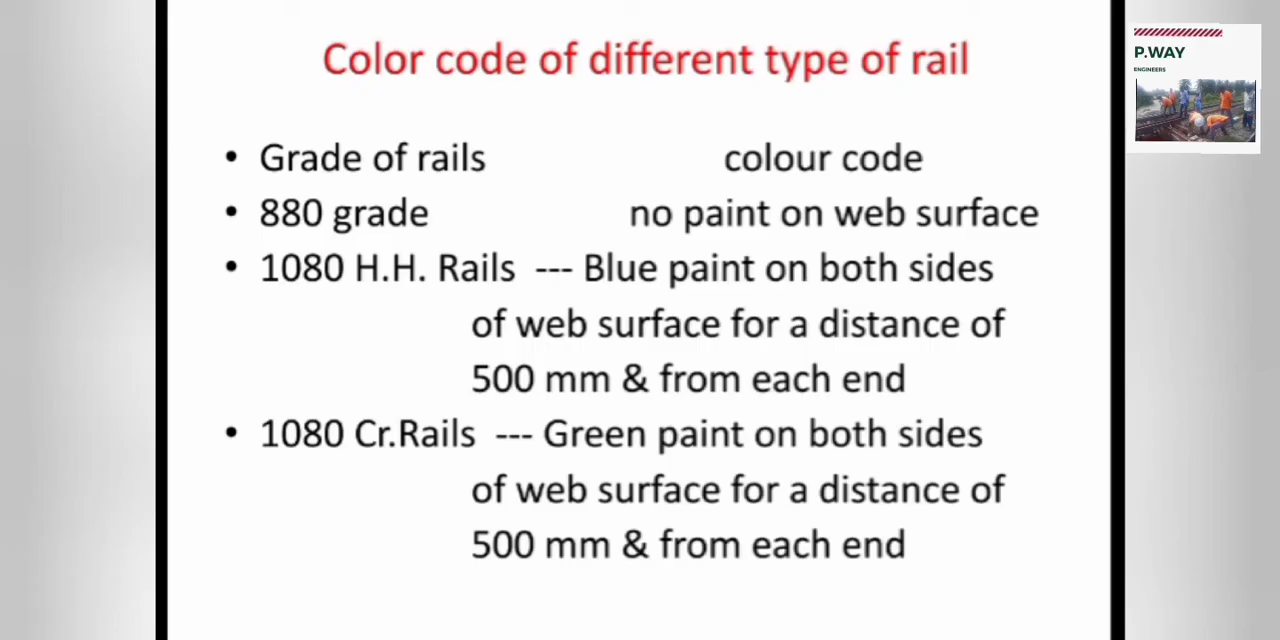 Color code of different type of rail
• Grade of rails colour code
• 880 grade no paint on web surface
• 1080 H.H. Rails --- Blue paint on both sides
of web surface for a distance of
500 mm & from each end
• 1080 Cr.Rails --- Green paint on both sides
of web surface for a distance of
500 mm & from each end
P.WAY
ENGINEERS